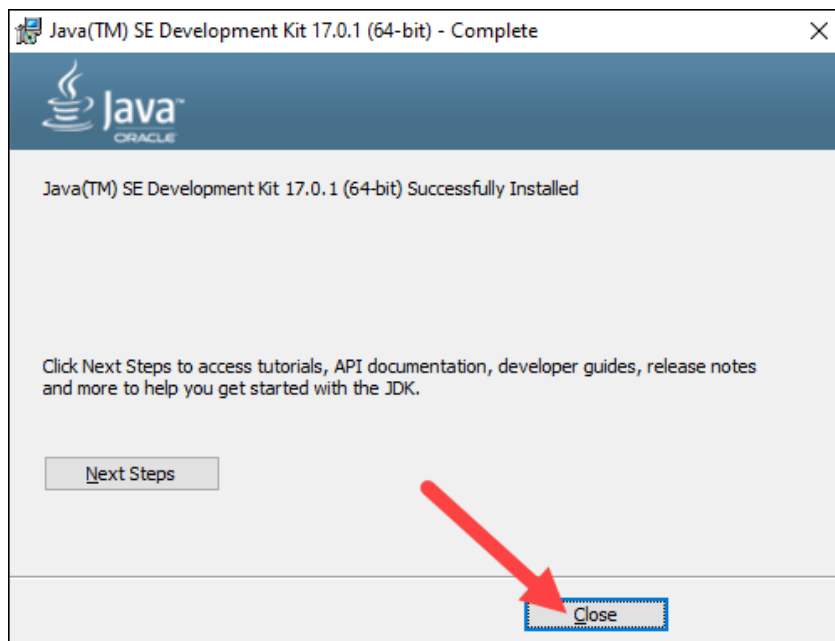 Java(TM) SE Development Kit 17.0.1 (64-bit) - Complete
Java™
ORACLE
Java(TM) SE Development Kit 17.0.1 (64-bit) Successfully Installed
Click Next Steps to access tutorials, API documentation, developer guides, release notes
and more to help you get started with the JDK.
Next Steps
Close